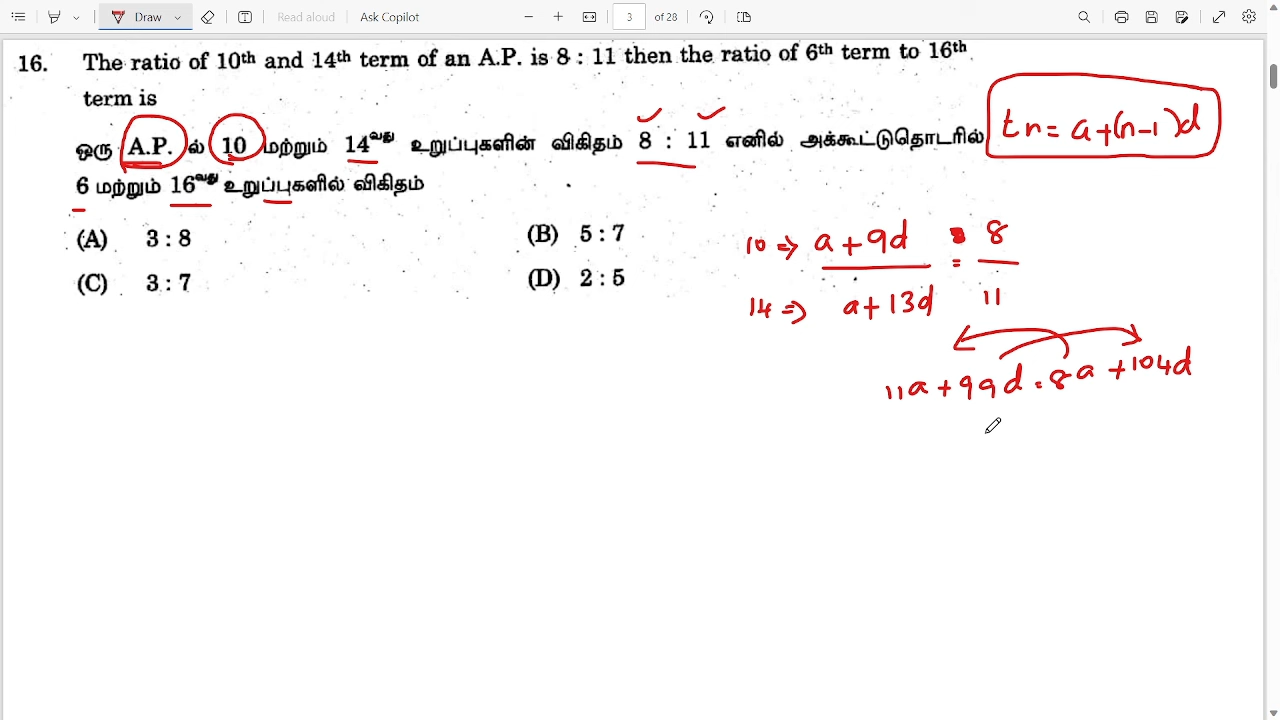 Draw
Read aloud
Ask Copilot
3 of 28
16. The ratio of 10th and 14th term of an A.P. is 8 : 11 then the ratio of 6th term to 16th
term is
ஒரு A.P. ல் 10 மற்றும் 14வது உறுப்புகளின் விகிதம் 8 : 11 எனில் அக்கூட்டுதொடரில்
6 மற்றும் 16வது உறுப்புகளில் விகிதம்
(A) 3 : 8
(B) 5 : 7
(C) 3 : 7
(D) 2 : 5
tn = a+(n-1)d
10 => a+9d = 8
14 => a+13d 11
11a+99d = 8a+104d